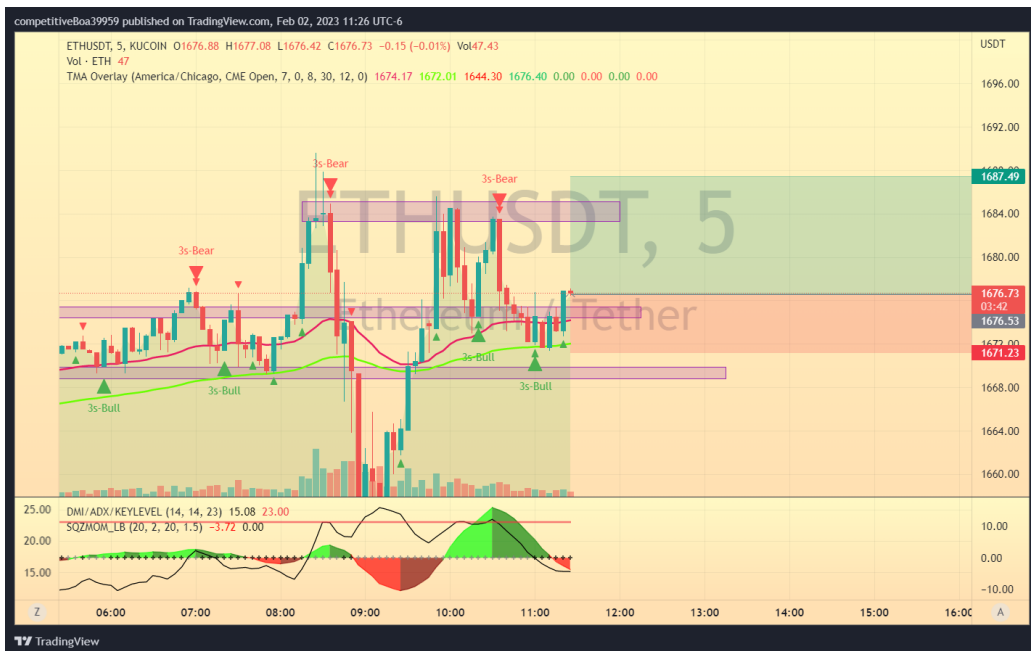 competitiveBoa39959 published on TradingView.com, Feb 02, 2023 11:26 UTC-6
ETHUSDT, 5, KUCOIN O1676.88 H1677.08 L1676.42 C1676.73 −0.15 (−0.01%) Vol47.43
USDT
Vol · ETH 47
TMA Overlay (America/Chicago, CME Open, 7, 0, 8, 30, 12, 0) 1674.17 1672.01 1644.30 1676.40 0.00 0.00 0.00 0.00
1696.00
1692.00
3s-Bear
3s-Bear
1687.49
ETHUSDT, 5
1684.00
3s-Bear
1680.00
Ethereum / Tether
1676.73
03:42
1676.53
1672.00
1671.23
3s-Bull
3s-Bull
3s-Bull
3s-Bull
1668.00
1664.00
1660.00
25.00
DMI/ADX/KEYLEVEL (14, 14, 23) 15.08 23.00
SQZMOM_LB (20, 2, 20, 1.5) −3.72 0.00
10.00
20.00
0.00
15.00
−10.00
Z
06:00
07:00
08:00
09:00
10:00
11:00
12:00
13:00
14:00
15:00
16:00
A
TradingView